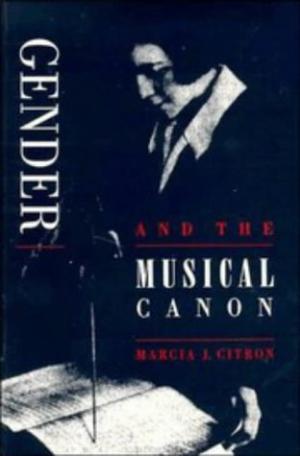 GENDER
AND THE
MUSICAL
CANON
MARCIA J. CITRON